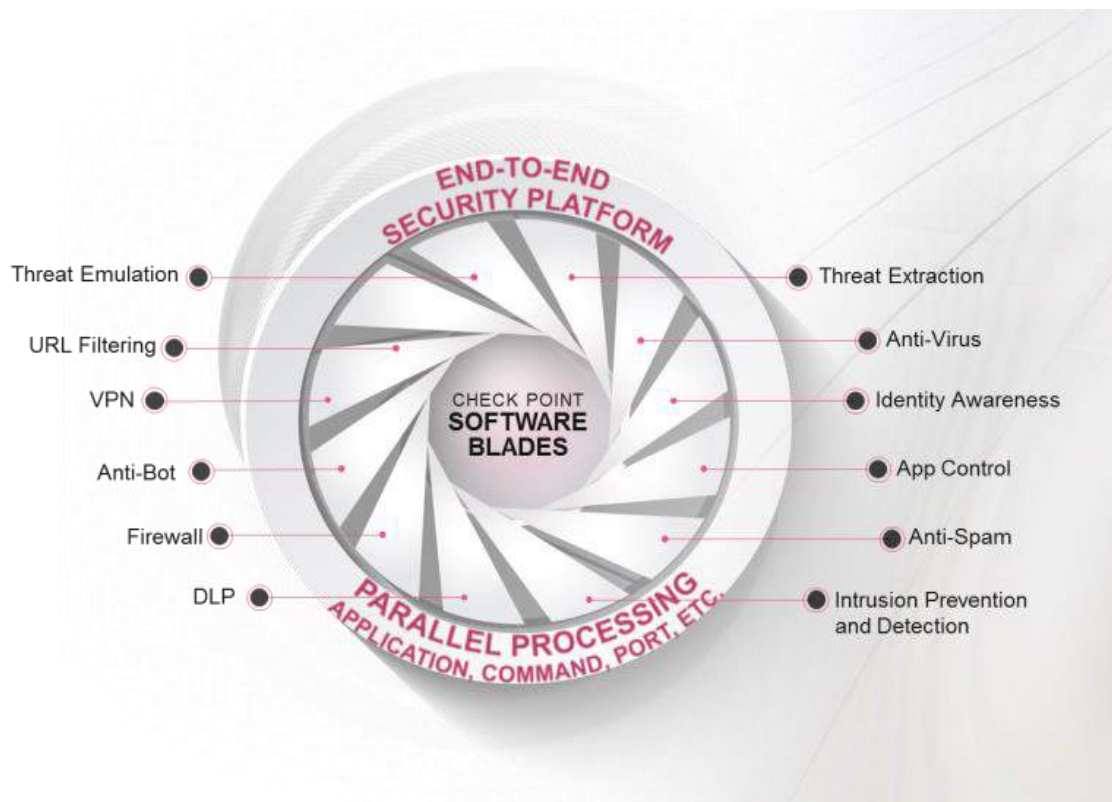 END-TO-END
SECURITY PLATFORM
Threat Emulation
URL Filtering
VPN
Anti-Bot
Firewall
DLP
CHECK POINT
SOFTWARE
BLADES
Threat Extraction
Anti-Virus
Identity Awareness
App Control
Anti-Spam
Intrusion Prevention
and Detection
PARALLEL PROCESSING
APPLICATION, COMMAND, PORT, ETC.